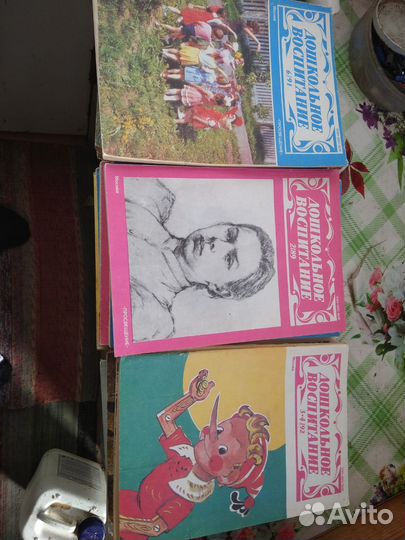 ДОШКОЛЬНОЕ
ВОСПИТАНИЕ
6/91
ДОШКОЛЬНОЕ
ВОСПИТАНИЕ
2/89
ПРОСВЕЩЕНИЕ
ДОШКОЛЬНОЕ
ВОСПИТАНИЕ
3-4/92
Avito